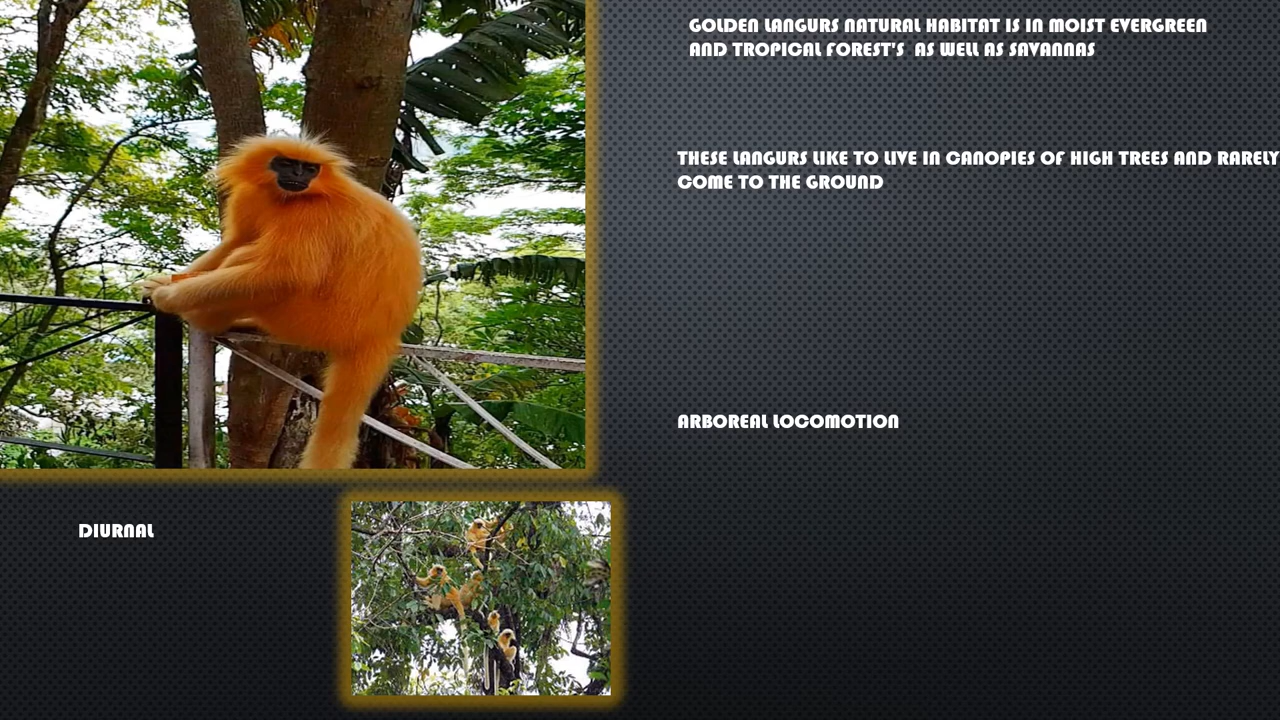 GOLDEN LANGURS NATURAL HABITAT IS IN MOIST EVERGREEN
AND TROPICAL FOREST'S AS WELL AS SAVANNAS
THESE LANGURS LIKE TO LIVE IN CANOPIES OF HIGH TREES AND RARELY
COME TO THE GROUND
ARBOREAL LOCOMOTION
DIURNAL